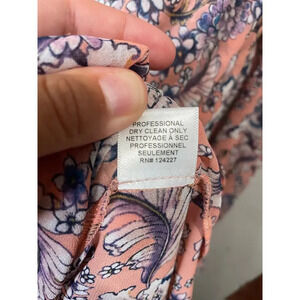 PROFESSIONAL
DRY CLEAN ONLY
NETTOYAGE À SEC
PROFESSIONNEL
SEULEMENT
RN# 124227